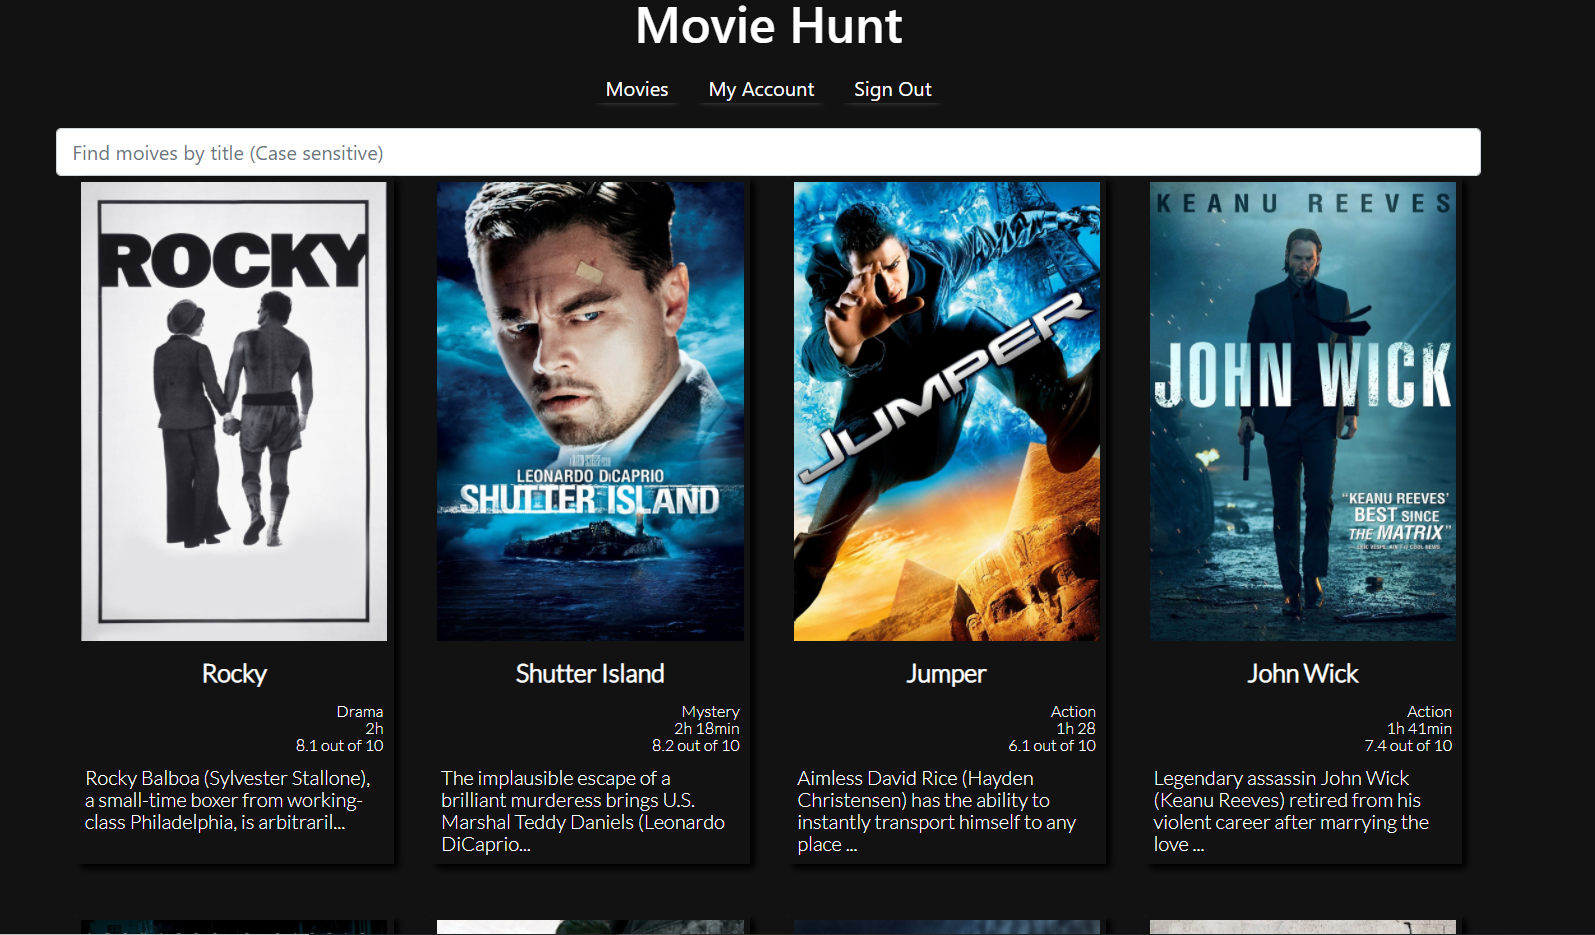 Movie Hunt
Movies My Account Sign Out
Find moives by title (Case sensitive)
ROCKY
LEONARDO DiCAPRIO
SHUTTER ISLAND
JUMPER
KEANU REEVES
JOHN WICK
"KEANU REEVES'
BEST SINCE
THE MATRIX"
Rocky
Drama
2h
8.1 out of 10
Rocky Balboa (Sylvester Stallone),
a small-time boxer from working-
class Philadelphia, is arbitraril...
Shutter Island
Mystery
2h 18min
8.2 out of 10
The implausible escape of a
brilliant murderess brings U.S.
Marshal Teddy Daniels (Leonardo
DiCaprio...
Jumper
Action
1h 28
6.1 out of 10
Aimless David Rice (Hayden
Christensen) has the ability to
instantly transport himself to any
place ...
John Wick
Action
1h 41min
7.4 out of 10
Legendary assassin John Wick
(Keanu Reeves) retired from his
violent career after marrying the
love ...